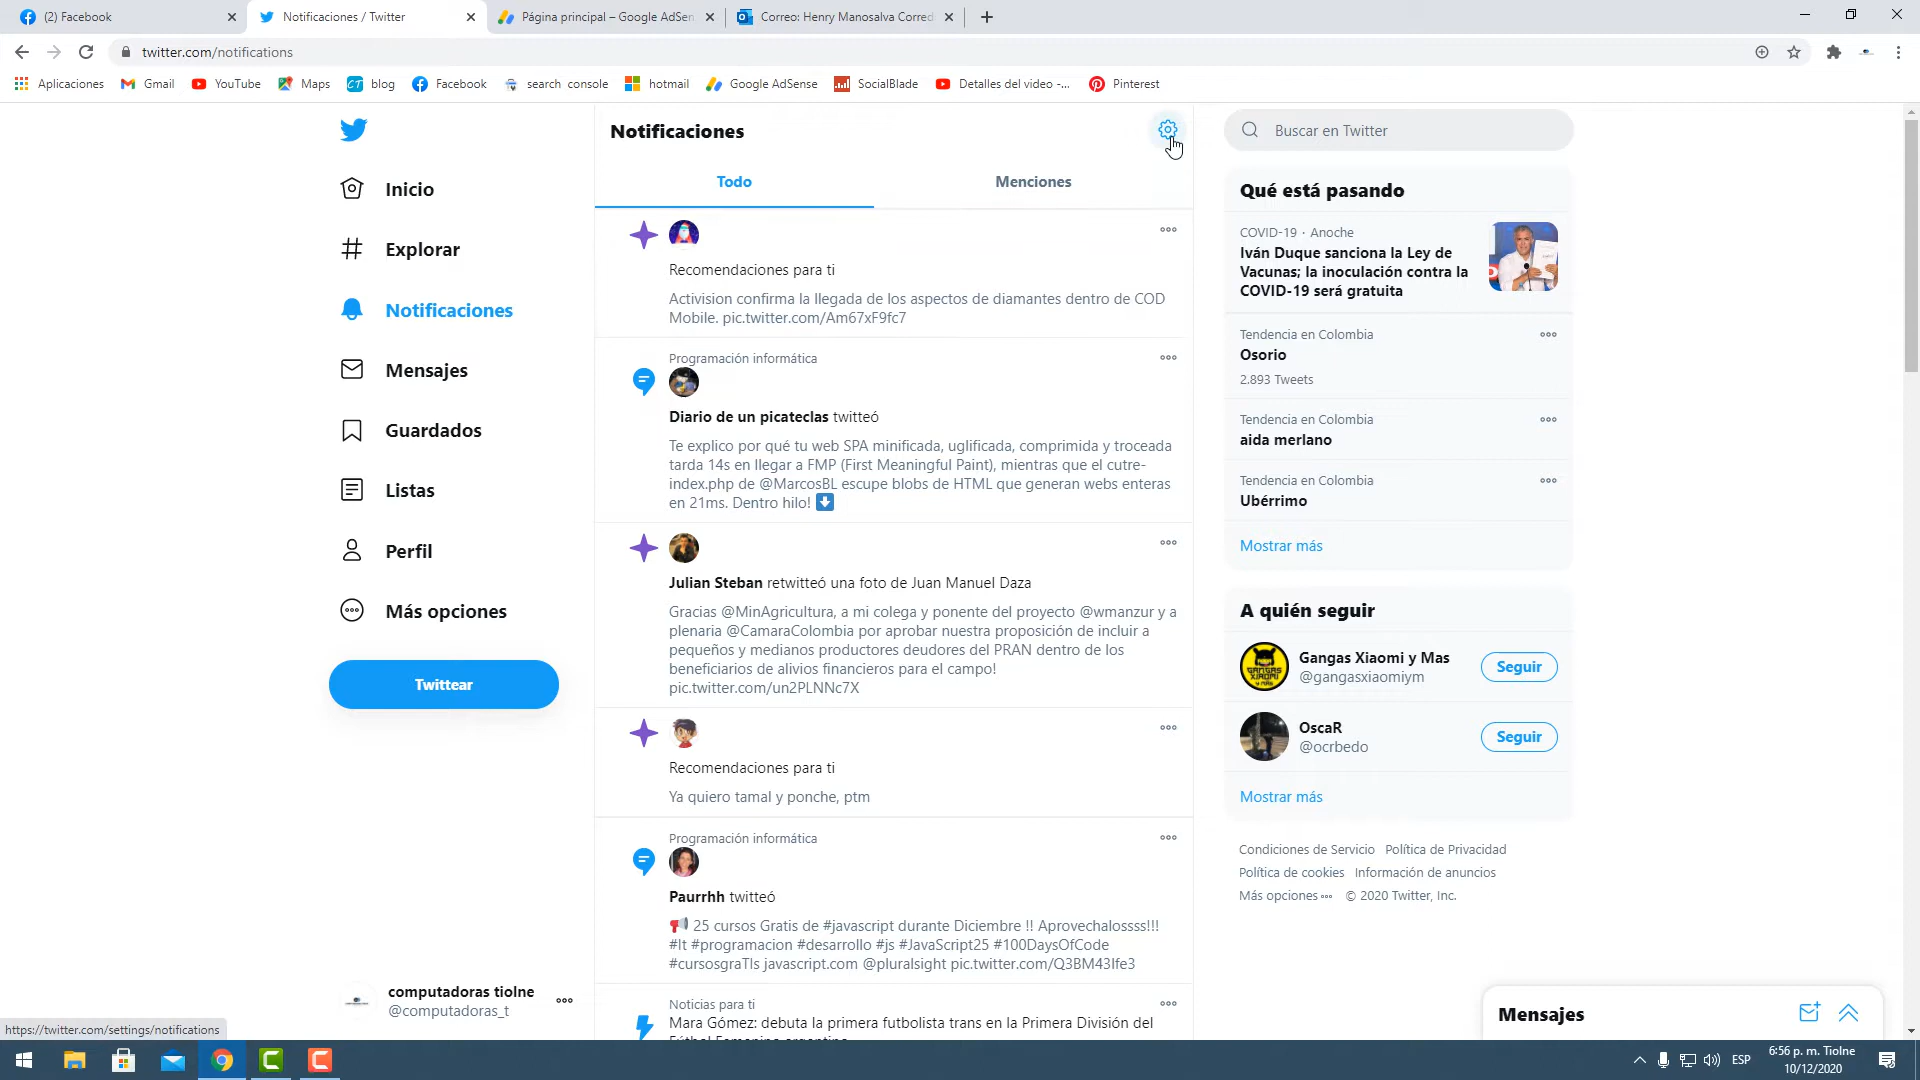 (2) Facebook
Notificaciones / Twitter
Página principal – Google AdSen
Correo: Henry Manosalva Corred
twitter.com/notifications
Aplicaciones
Gmail
YouTube
Maps
CT blog
Facebook
search console
hotmail
Google AdSense
SocialBlade
Detalles del video -...
Pinterest
Inicio
Explorar
Notificaciones
Mensajes
Guardados
Listas
Perfil
Más opciones
Twittear
computadoras tiolne
@computadoras_t
https://twitter.com/settings/notifications
Notificaciones
Todo
Menciones
Recomendaciones para ti
Activision confirma la llegada de los aspectos de diamantes dentro de COD
Mobile. pic.twitter.com/Am67xF9fc7
Programación informática
Diario de un picateclas twitteó
Te explico por qué tu web SPA minificada, uglificada, comprimida y troceada
tarda 14s en llegar a FMP (First Meaningful Paint), mientras que el cutre-
index.php de @MarcosBL escupe blobs de HTML que generan webs enteras
en 21ms. Dentro hilo! ⬇
Julian Steban retwitteó una foto de Juan Manuel Daza
Gracias @MinAgricultura, a mi colega y ponente del proyecto @wmanzur y a
plenaria @CamaraColombia por aprobar nuestra proposición de incluir a
pequeños y medianos productores deudores del PRAN dentro de los
beneficiarios de alivios financieros para el campo!
pic.twitter.com/un2PLNNc7X
Recomendaciones para ti
Ya quiero tamal y ponche, ptm
Programación informática
Paurrhh twitteó
📢 25 cursos Gratis de #javascript durante Diciembre !! Aprovechalossss!!!
#It #programacion #desarrollo #js #JavaScript25 #100DaysOfCode
#cursosgraTIs javascript.com @pluralsight pic.twitter.com/Q3BM43Ife3
Noticias para ti
Mara Gómez: debuta la primera futbolista trans en la Primera División del
Fútbol Femenino argentino
Buscar en Twitter
Qué está pasando
COVID-19 · Anoche
Iván Duque sanciona la Ley de
Vacunas; la inoculación contra la
COVID-19 será gratuita
Tendencia en Colombia
Osorio
2.893 Tweets
Tendencia en Colombia
aida merlano
Tendencia en Colombia
Ubérrimo
Mostrar más
A quién seguir
GANGAS
XIAOMI
Y MÁS
Gangas Xiaomi y Mas
@gangasxiaomiym
Seguir
OscaR
@ocrbedo
Seguir
Mostrar más
Condiciones de Servicio Política de Privacidad
Política de cookies Información de anuncios
Más opciones ••• © 2020 Twitter, Inc.
Mensajes
ESP
6:56 p. m. Tiolne
10/12/2020